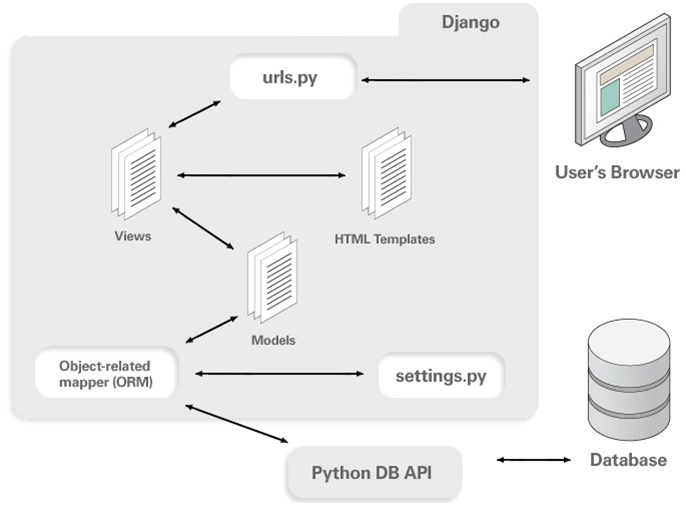 Django
urls.py
User's Browser
Views
HTML Templates
Models
Object-related
mapper (ORM)
settings.py
Python DB API
Database